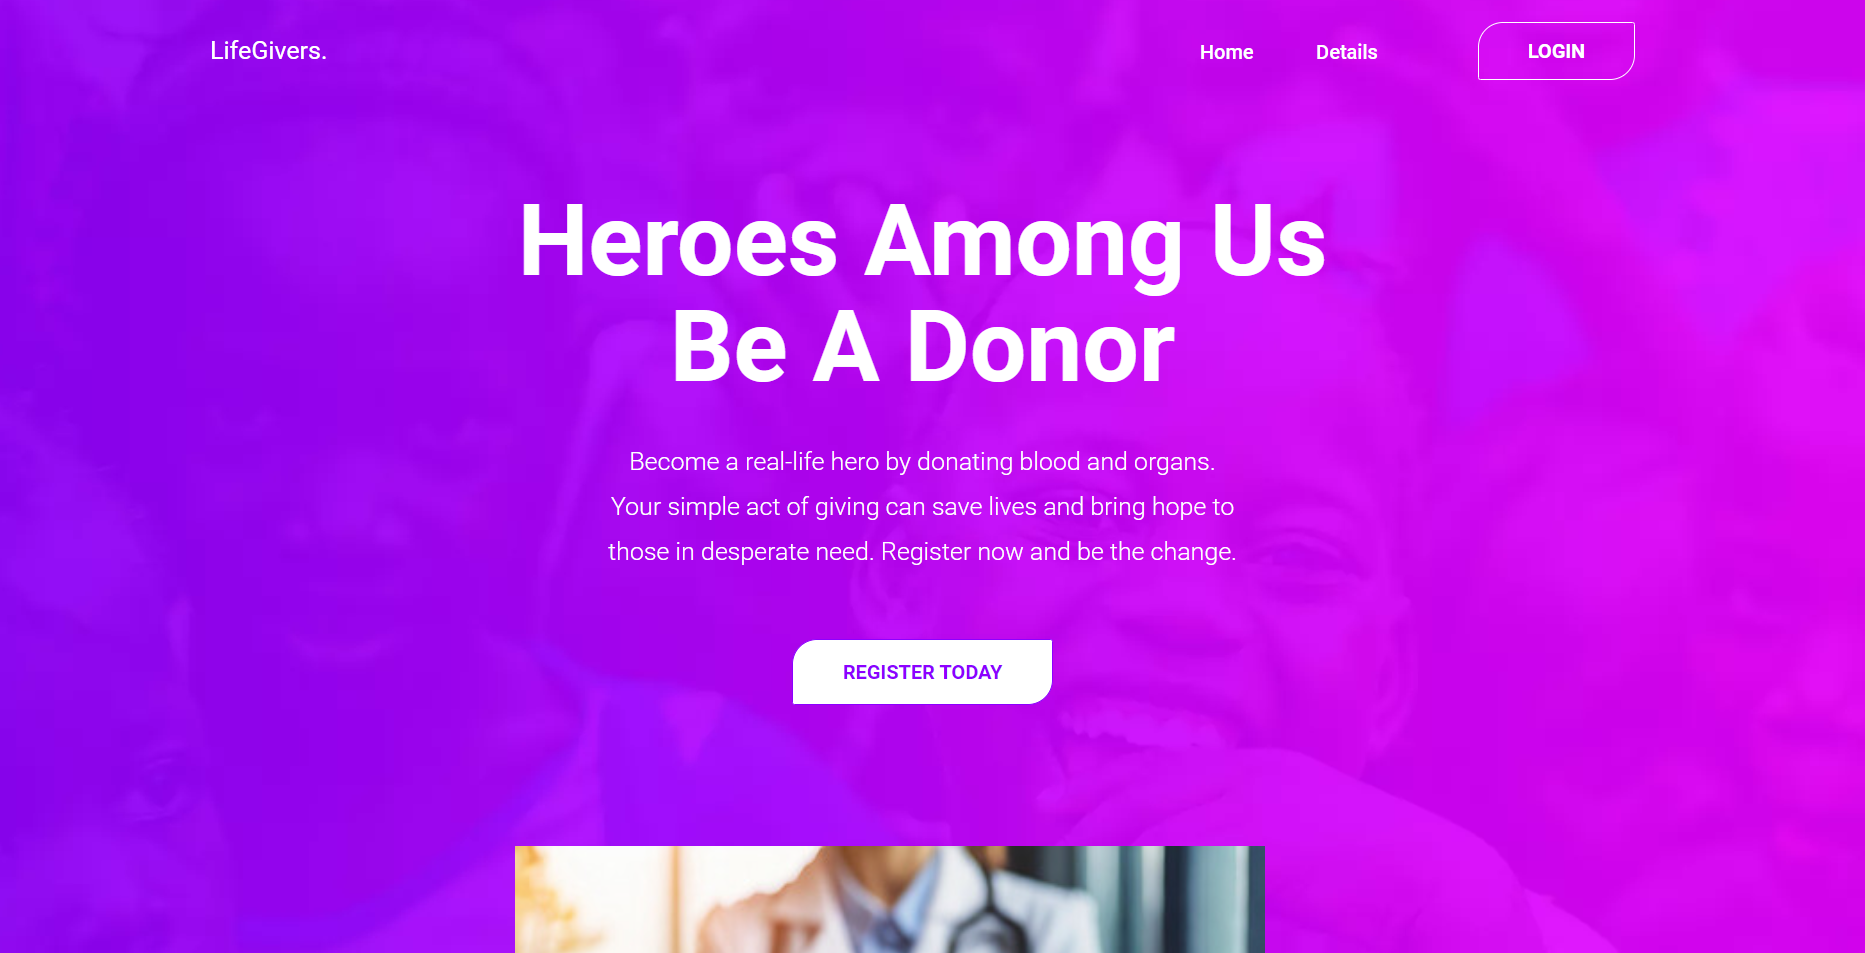 LifeGivers.
Home
Details
LOGIN
Heroes Among Us
Be A Donor
Become a real-life hero by donating blood and organs.
Your simple act of giving can save lives and bring hope to
those in desperate need. Register now and be the change.
REGISTER TODAY